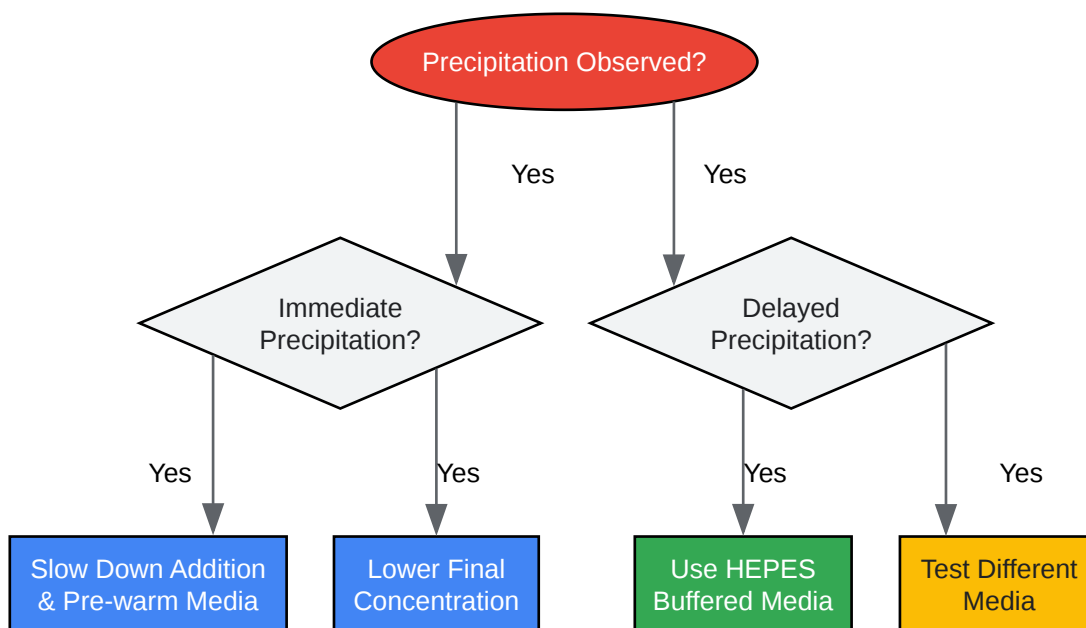 Precipitation Observed?
Yes
Yes
Immediate
Precipitation?
Delayed
Precipitation?
Yes
Yes
Yes
Yes
Slow Down Addition
& Pre-warm Media
Lower Final
Concentration
Use HEPES
Buffered Media
Test Different
Media